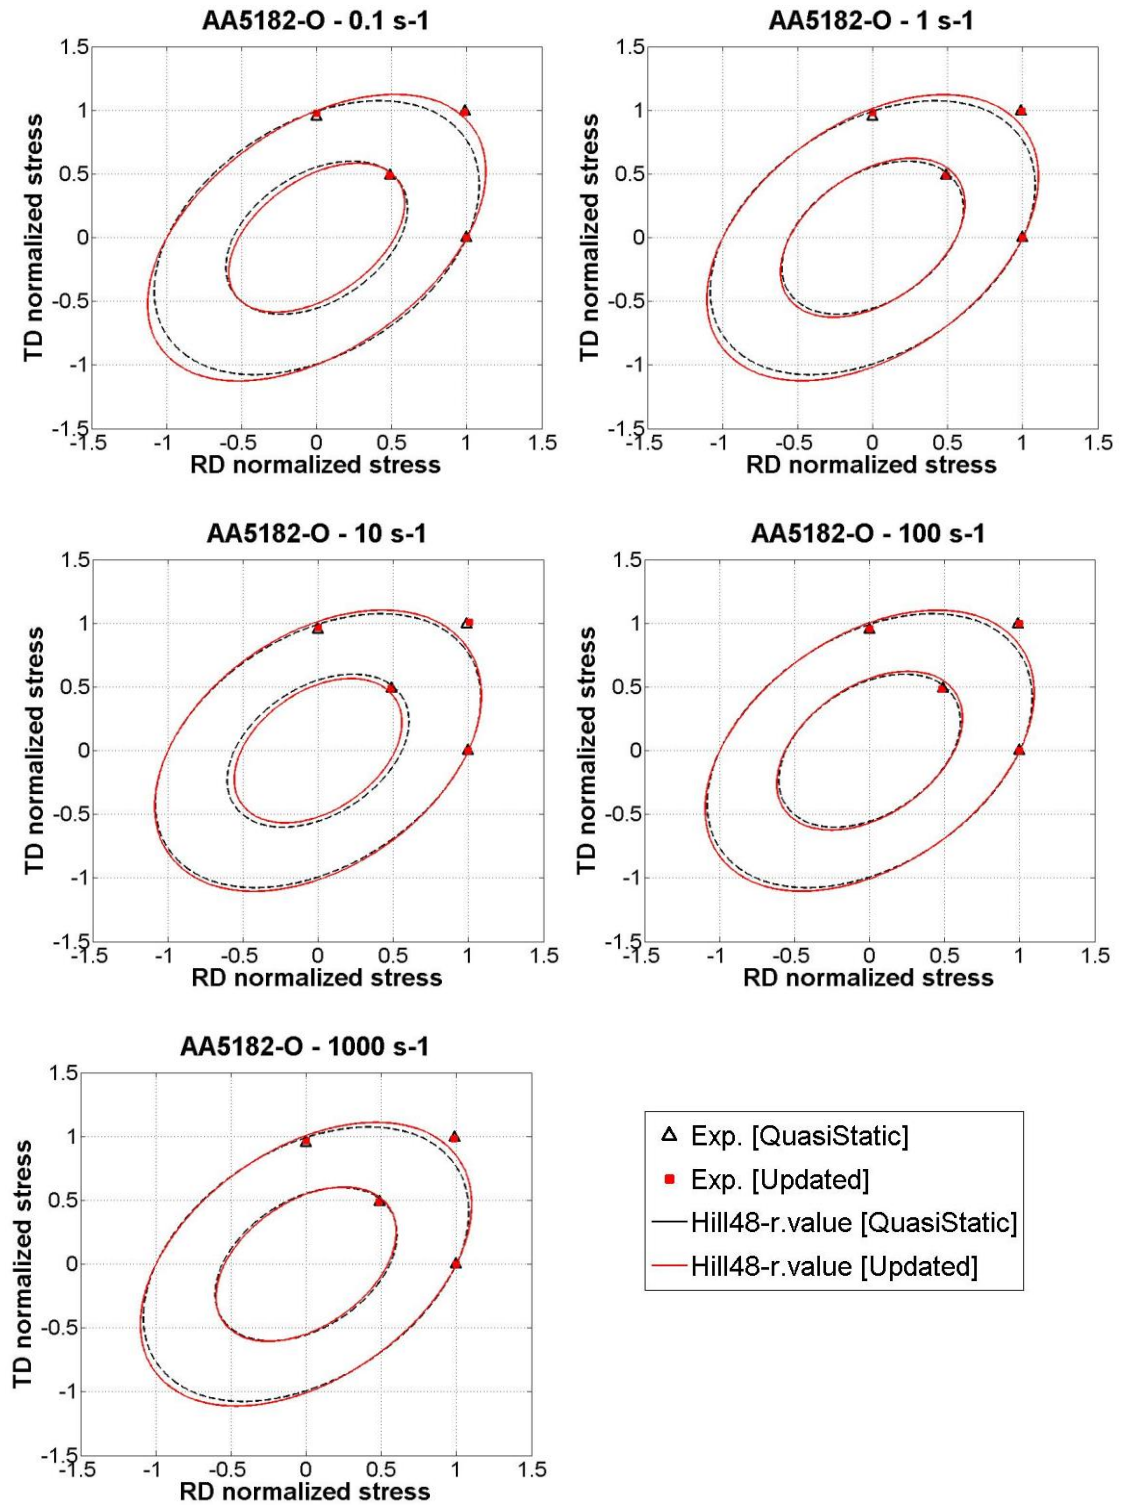 AA5182-O - 0.1 s-1
1.5
1
0.5
0
-0.5
-1
-1.5
-1.5 -1 -0.5 0 0.5 1 1.5
TD normalized stress
RD normalized stress
AA5182-O - 1 s-1
1.5
1
0.5
0
-0.5
-1
-1.5
-1.5 -1 -0.5 0 0.5 1 1.5
TD normalized stress
RD normalized stress
AA5182-O - 10 s-1
1.5
1
0.5
0
-0.5
-1
-1.5
-1.5 -1 -0.5 0 0.5 1 1.5
TD normalized stress
RD normalized stress
AA5182-O - 100 s-1
1.5
1
0.5
0
-0.5
-1
-1.5
-1.5 -1 -0.5 0 0.5 1 1.5
TD normalized stress
RD normalized stress
AA5182-O - 1000 s-1
1.5
1
0.5
0
-0.5
-1
-1.5
-1.5 -1 -0.5 0 0.5 1 1.5
TD normalized stress
RD normalized stress
Exp. [QuasiStatic]
Exp. [Updated]
Hill48-r.value [QuasiStatic]
Hill48-r.value [Updated]